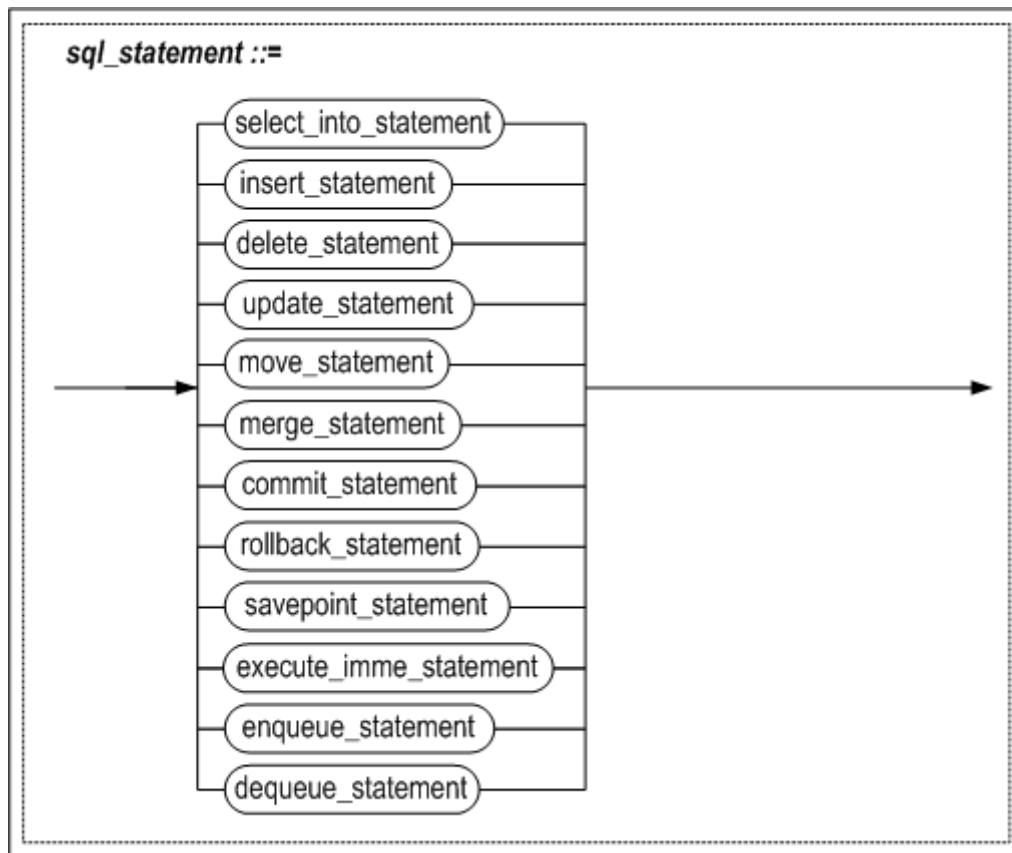 sql_statement ::=
select_into_statement
insert_statement
delete_statement
update_statement
move_statement
merge_statement
commit_statement
rollback_statement
savepoint_statement
execute_imme_statement
enqueue_statement
dequeue_statement